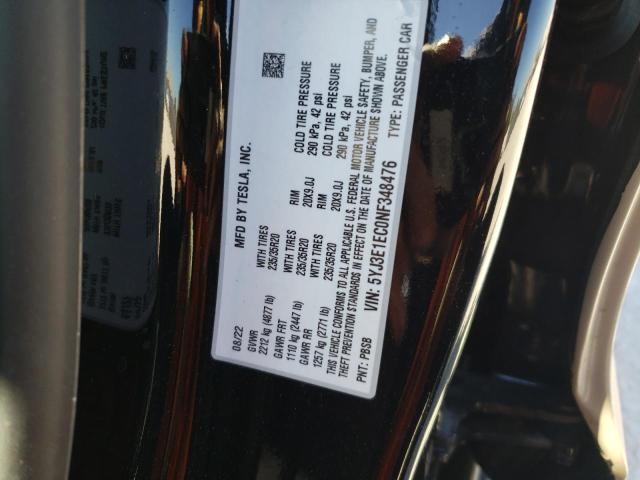 MFD BY TESLA, INC.
08/22
GVWR
2212 kg (4877 lb)
GAWR FRT WITH TIRES RIM COLD TIRE PRESSURE
1110 kg (2447 lb) 235/35R20 20X9.0J 290 kPa, 42 psi
GAWR RR WITH TIRES RIM COLD TIRE PRESSURE
1257 kg (2771 lb) 235/35R20 20X9.0J 290 kPa, 42 psi
THIS VEHICLE CONFORMS TO ALL APPLICABLE U.S. FEDERAL MOTOR VEHICLE SAFETY, BUMPER, AND
THEFT PREVENTION STANDARDS IN EFFECT ON THE DATE OF MANUFACTURE SHOWN ABOVE.
VIN: 5YJ3E1EC0NF348476 TYPE: PASSENGER CAR
PNT: PBSB